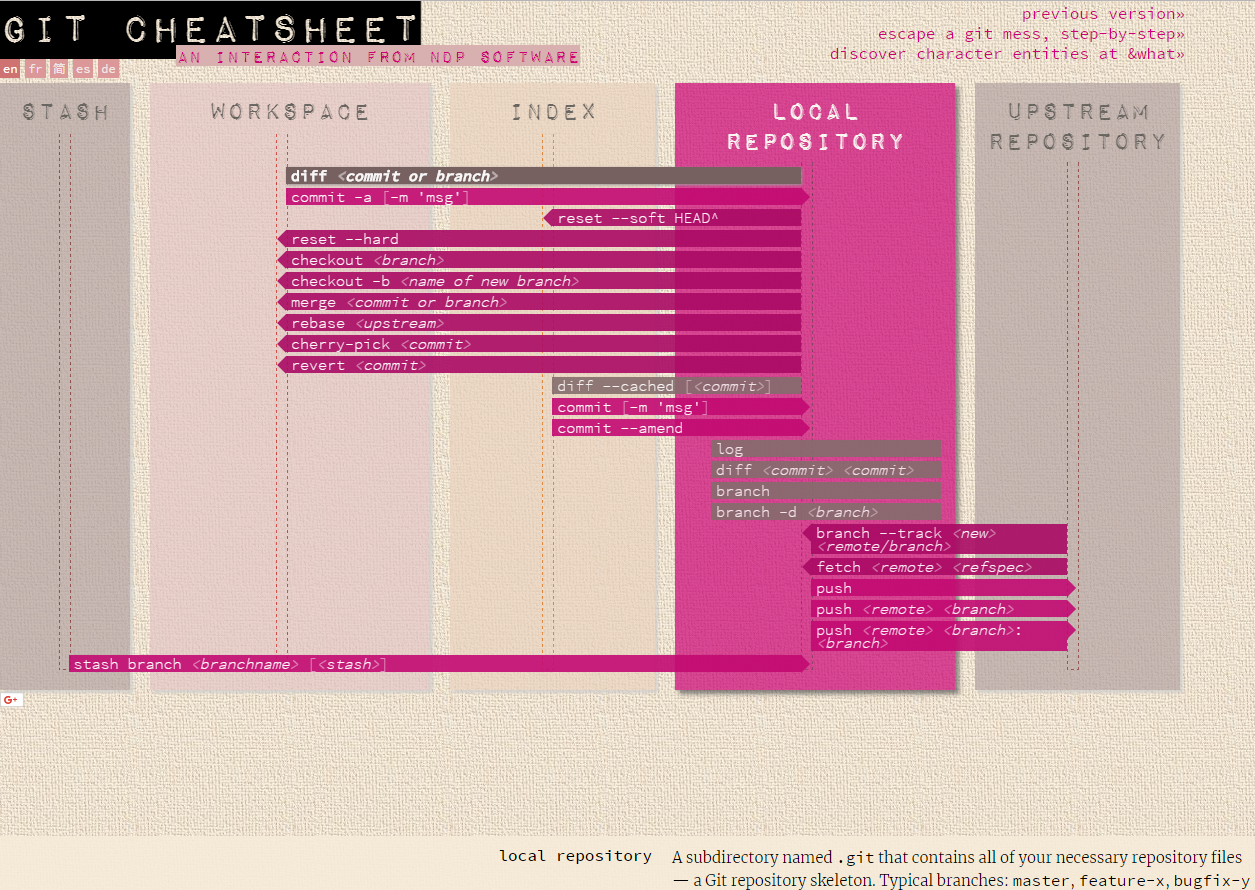 GIT CHEATSHEET
AN INTERACTION FROM NDP SOFTWARE
previous version»
escape a git mess, step-by-step»
discover character entities at &what»
en fr 简 es de
STASH
WORKSPACE
INDEX
LOCAL
REPOSITORY
UPSTREAM
REPOSITORY
diff <commit or branch>
commit -a [-m 'msg']
reset --soft HEAD^
reset --hard
checkout <branch>
checkout -b <name of new branch>
merge <commit or branch>
rebase <upstream>
cherry-pick <commit>
revert <commit>
diff --cached [<commit>]
commit [-m 'msg']
commit --amend
log
diff <commit> <commit>
branch
branch -d <branch>
branch --track <new>
<remote/branch>
fetch <remote> <refspec>
push
push <remote> <branch>
push <remote> <branch>:
<branch>
stash branch <branchname> [<stash>]
G+
local repository
A subdirectory named .git that contains all of your necessary repository files
— a Git repository skeleton. Typical branches: master, feature-x, bugfix-y